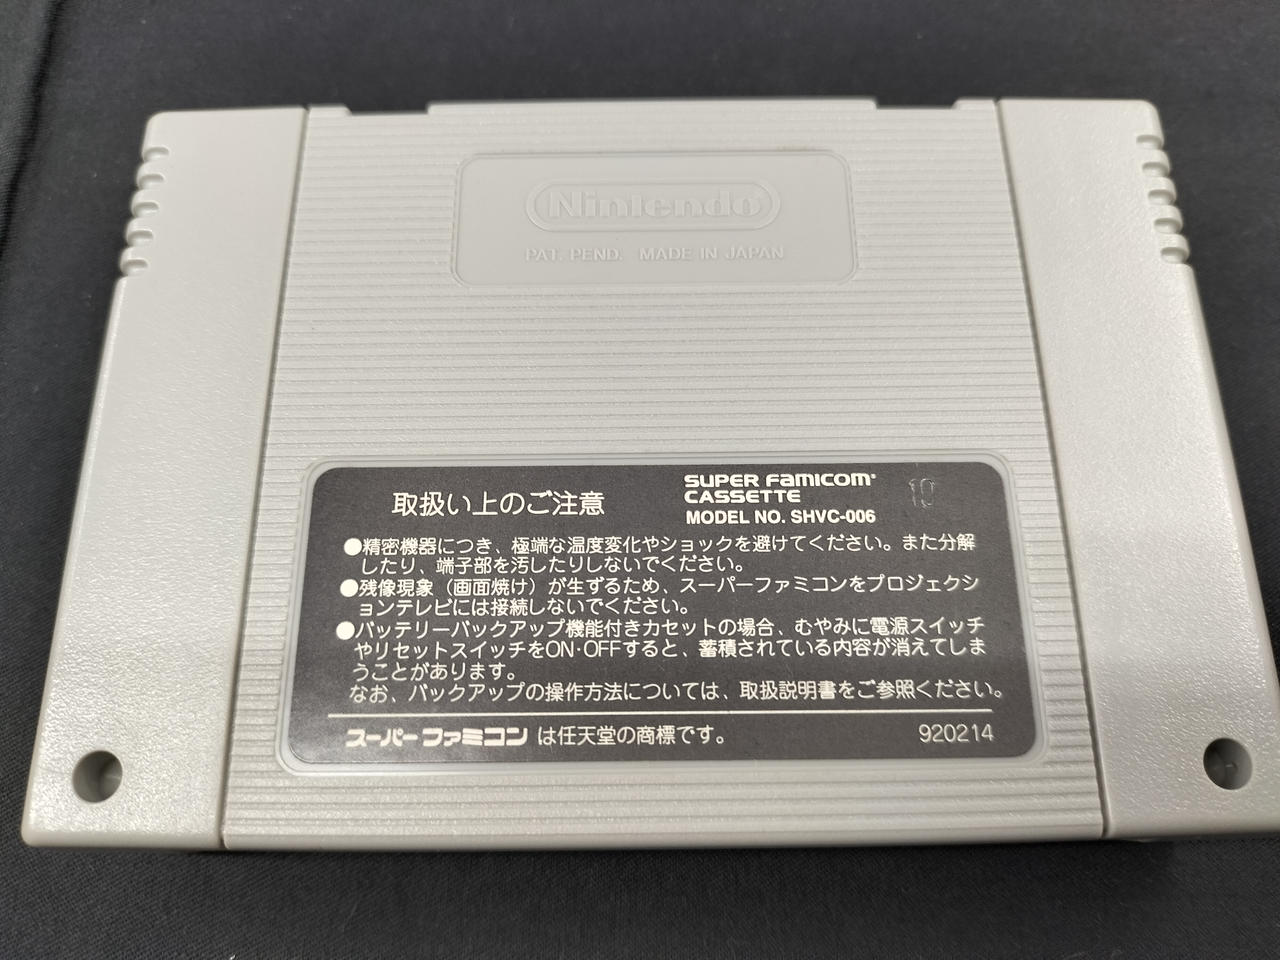 Nintendo
PAT. PEND. MADE IN JAPAN
取扱い上のご注意
SUPER FAMICOM
CASSETTE
MODEL NO. SHVC-006
10
●精密機器につき、極端な温度変化やショックを避けてください。また分解
したり、端子部を汚したりしないでください。
●残像現象（画面焼け）が生ずるため、スーパーファミコンをプロジェクシ
ョンテレビには接続しないでください。
●バッテリーバックアップ機能付きカセットの場合、むやみに電源スイッチ
やリセットスイッチをON·OFFすると、蓄積されている内容が消えてしま
うことがあります。
なお、バックアップの操作方法については、取扱説明書をご参照ください。
スーパーファミコンは任天堂の商標です。
920214